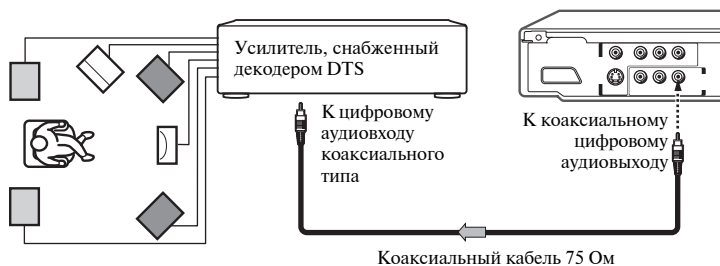 Усилитель, снабженный
декодером DTS
К цифровому
аудиовходу
коаксиального
типа
К коаксиальному
цифровому
аудиовыходу
Коаксиальный кабель 75 Ом